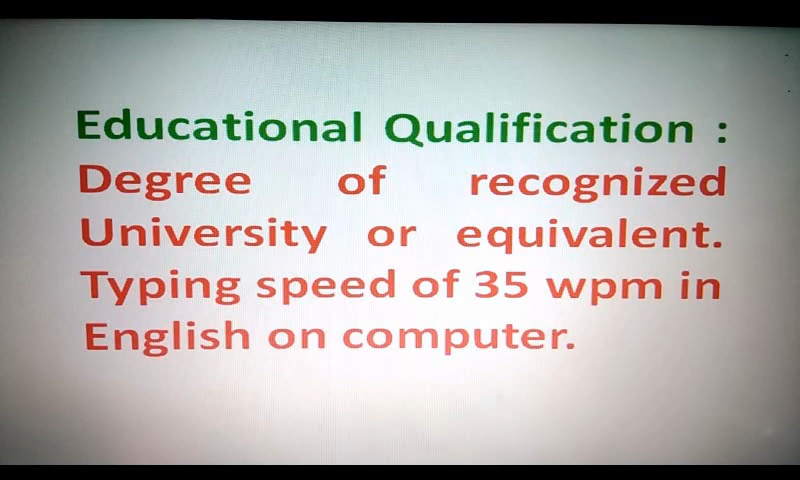 Educational Qualification :
Degree of recognized
University or equivalent.
Typing speed of 35 wpm in
English on computer.